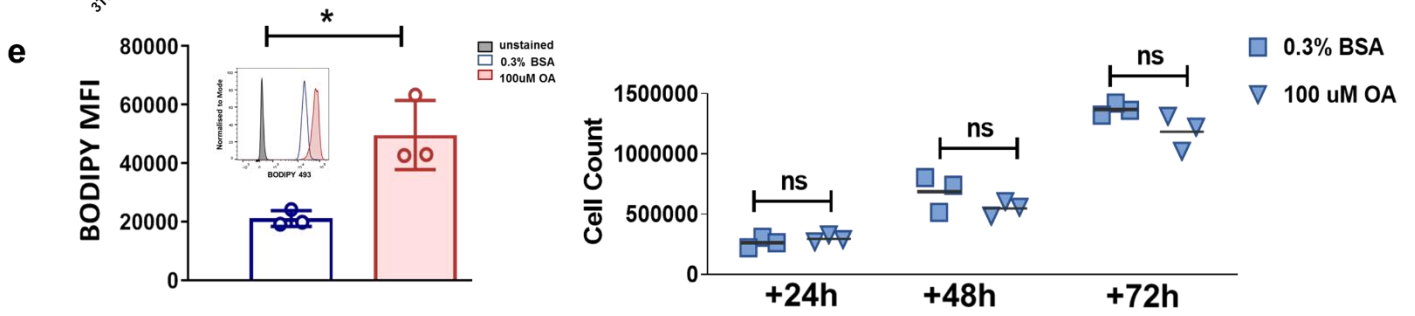 37
e
*
80000
60000
40000
20000
0
BODIPY MFI
Normalised to Mode
BODIPY 493
unstained
0.3% BSA
100uM OA
Cell Count
1500000
1000000
500000
0
ns
ns
ns
+24h
+48h
+72h
0.3% BSA
100 uM OA